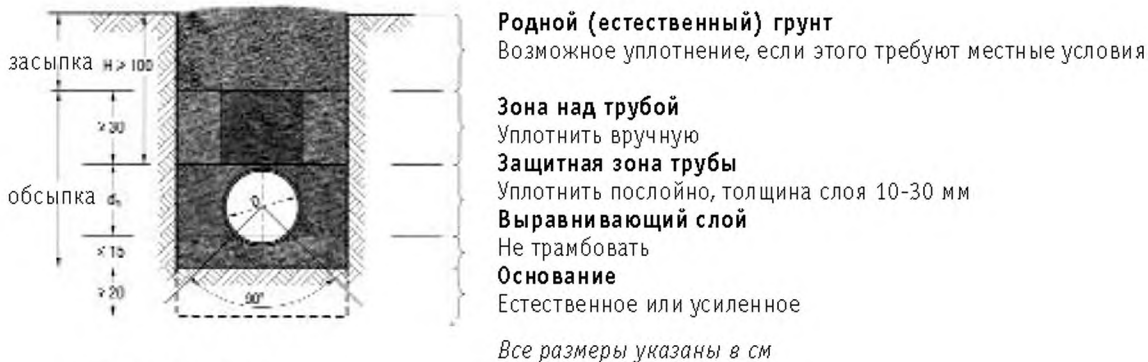 Родной (естественный) грунт
Возможное уплотнение, если этого требуют местные условия
засыпка H ≥ 100
Зона над трубой
≥ 30
Уплотнить вручную
Защитная зона трубы
Уплотнить послойно, толщина слоя 10-30 мм
обсыпка
D
Выравнивающий слой
Не трамбовать
≤ 15
Основание
≥ 20
90°
Естественное или усиленное
Все размеры указаны в см